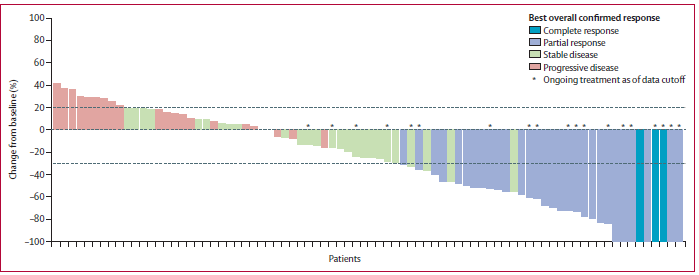 Best overall confirmed response
Complete response
Partial response
Stable disease
Progressive disease
* Ongoing treatment as of data cutoff
Change from baseline (%)
100
80
60
40
20
0
−20
−40
−60
−80
−100
* * * * * * * * * * * * * * * * * * *
Patients